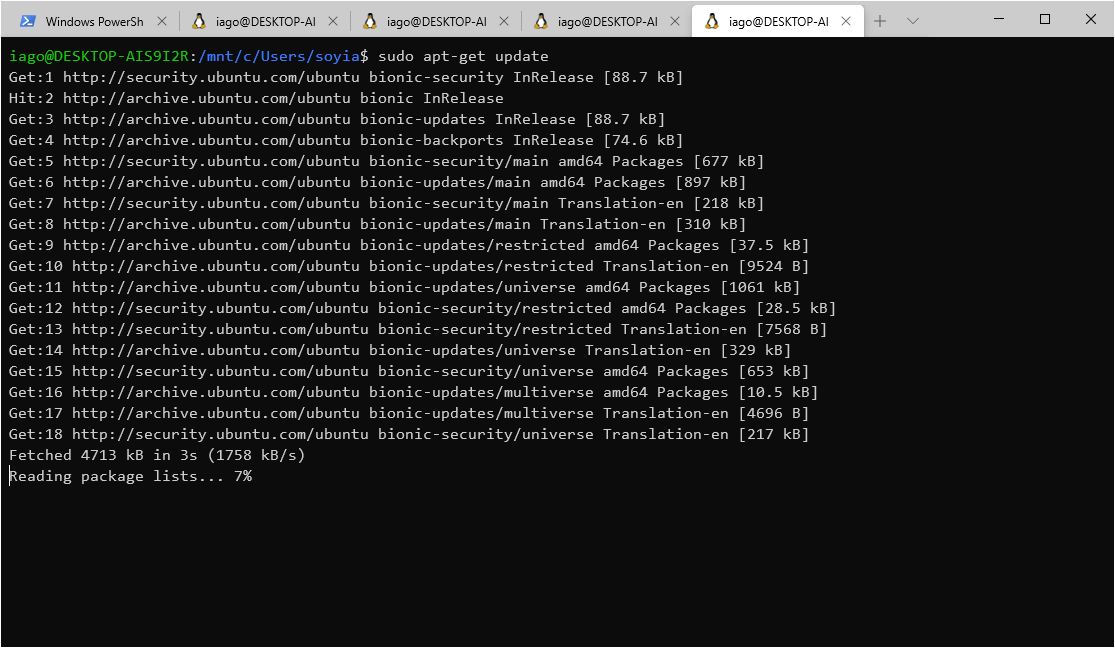 Windows PowerSh
iago@DESKTOP-AI
iago@DESKTOP-AI
iago@DESKTOP-AI
iago@DESKTOP-AI
iago@DESKTOP-AIS9I2R:/mnt/c/Users/soyia$ sudo apt-get update
Get:1 http://security.ubuntu.com/ubuntu bionic-security InRelease [88.7 kB]
Hit:2 http://archive.ubuntu.com/ubuntu bionic InRelease
Get:3 http://archive.ubuntu.com/ubuntu bionic-updates InRelease [88.7 kB]
Get:4 http://archive.ubuntu.com/ubuntu bionic-backports InRelease [74.6 kB]
Get:5 http://security.ubuntu.com/ubuntu bionic-security/main amd64 Packages [677 kB]
Get:6 http://archive.ubuntu.com/ubuntu bionic-updates/main amd64 Packages [897 kB]
Get:7 http://security.ubuntu.com/ubuntu bionic-security/main Translation-en [218 kB]
Get:8 http://archive.ubuntu.com/ubuntu bionic-updates/main Translation-en [310 kB]
Get:9 http://archive.ubuntu.com/ubuntu bionic-updates/restricted amd64 Packages [37.5 kB]
Get:10 http://archive.ubuntu.com/ubuntu bionic-updates/restricted Translation-en [9524 B]
Get:11 http://archive.ubuntu.com/ubuntu bionic-updates/universe amd64 Packages [1061 kB]
Get:12 http://security.ubuntu.com/ubuntu bionic-security/restricted amd64 Packages [28.5 kB]
Get:13 http://security.ubuntu.com/ubuntu bionic-security/restricted Translation-en [7568 B]
Get:14 http://archive.ubuntu.com/ubuntu bionic-updates/universe Translation-en [329 kB]
Get:15 http://security.ubuntu.com/ubuntu bionic-security/universe amd64 Packages [653 kB]
Get:16 http://archive.ubuntu.com/ubuntu bionic-updates/multiverse amd64 Packages [10.5 kB]
Get:17 http://archive.ubuntu.com/ubuntu bionic-updates/multiverse Translation-en [4696 B]
Get:18 http://security.ubuntu.com/ubuntu bionic-security/universe Translation-en [217 kB]
Fetched 4713 kB in 3s (1758 kB/s)
Reading package lists... 7%